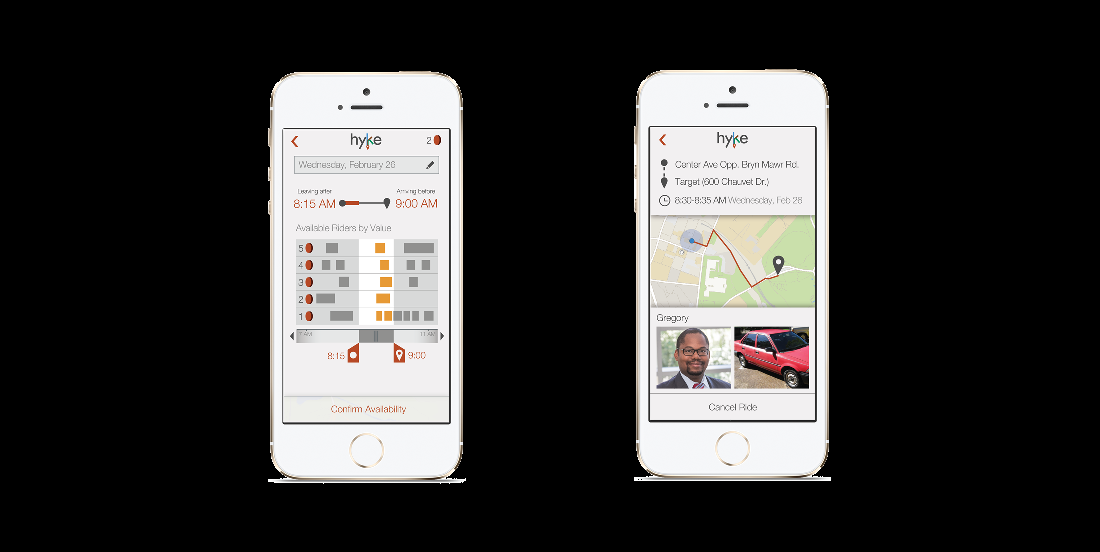 hyke
2
Wednesday, February 26
Leaving after
Arriving before
8:15 AM
9:00 AM
Available Riders by Value
5
4
3
2
1
7 AM
11 AM
8:15
9:00
Confirm Availability
hyke
Center Ave Opp. Bryn Mawr Rd.
Target (600 Chauvet Dr.)
8:30-8:35 AM Wednesday, Feb 26
Gregory
Cancel Ride